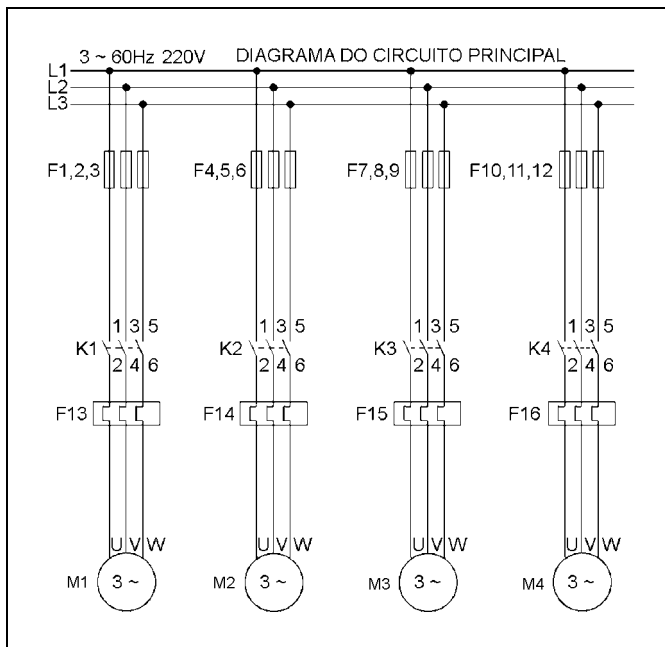 3 ~ 60Hz 220V DIAGRAMA DO CIRCUITO PRINCIPAL
L1
L2
L3
F1,2,3 F4,5,6 F7,8,9 F10,11,12
1 3 5 1 3 5 1 3 5 1 3 5
K1 K2 K3 K4
2 4 6 2 4 6 2 4 6 2 4 6
F13 F14 F15 F16
U V W U V W U V W U V W
M1 3 ~ M2 3 ~ M3 3 ~ M4 3 ~